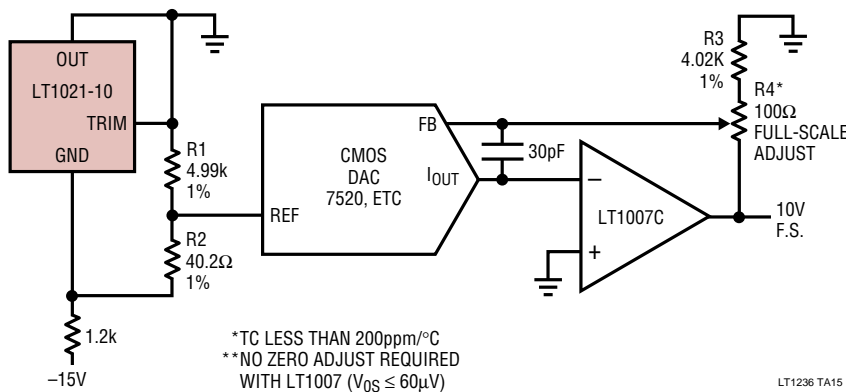 OUT
LT1021-10
TRIM
GND
R1
4.99k
1%
R2
40.2Ω
1%
1.2k
–15V
FB
CMOS
DAC
7520, ETC
IOUT
REF
30pF
–
LT1007C
+
R3
4.02K
1%
R4*
100Ω
FULL-SCALE
ADJUST
10V
F.S.
*TC LESS THAN 200ppm/°C
**NO ZERO ADJUST REQUIRED
WITH LT1007 (V0S ≤ 60µV)
LT1236 TA15